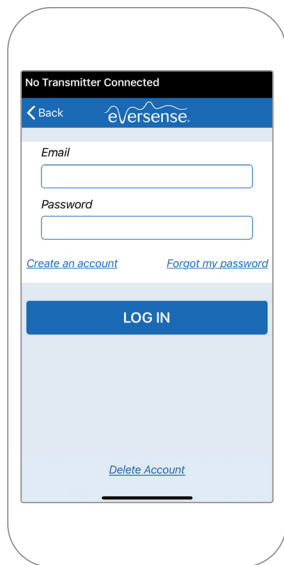 No Transmitter Connected
Back
eversense.
Email
Password
Create an account
Forgot my password
LOG IN
Delete Account